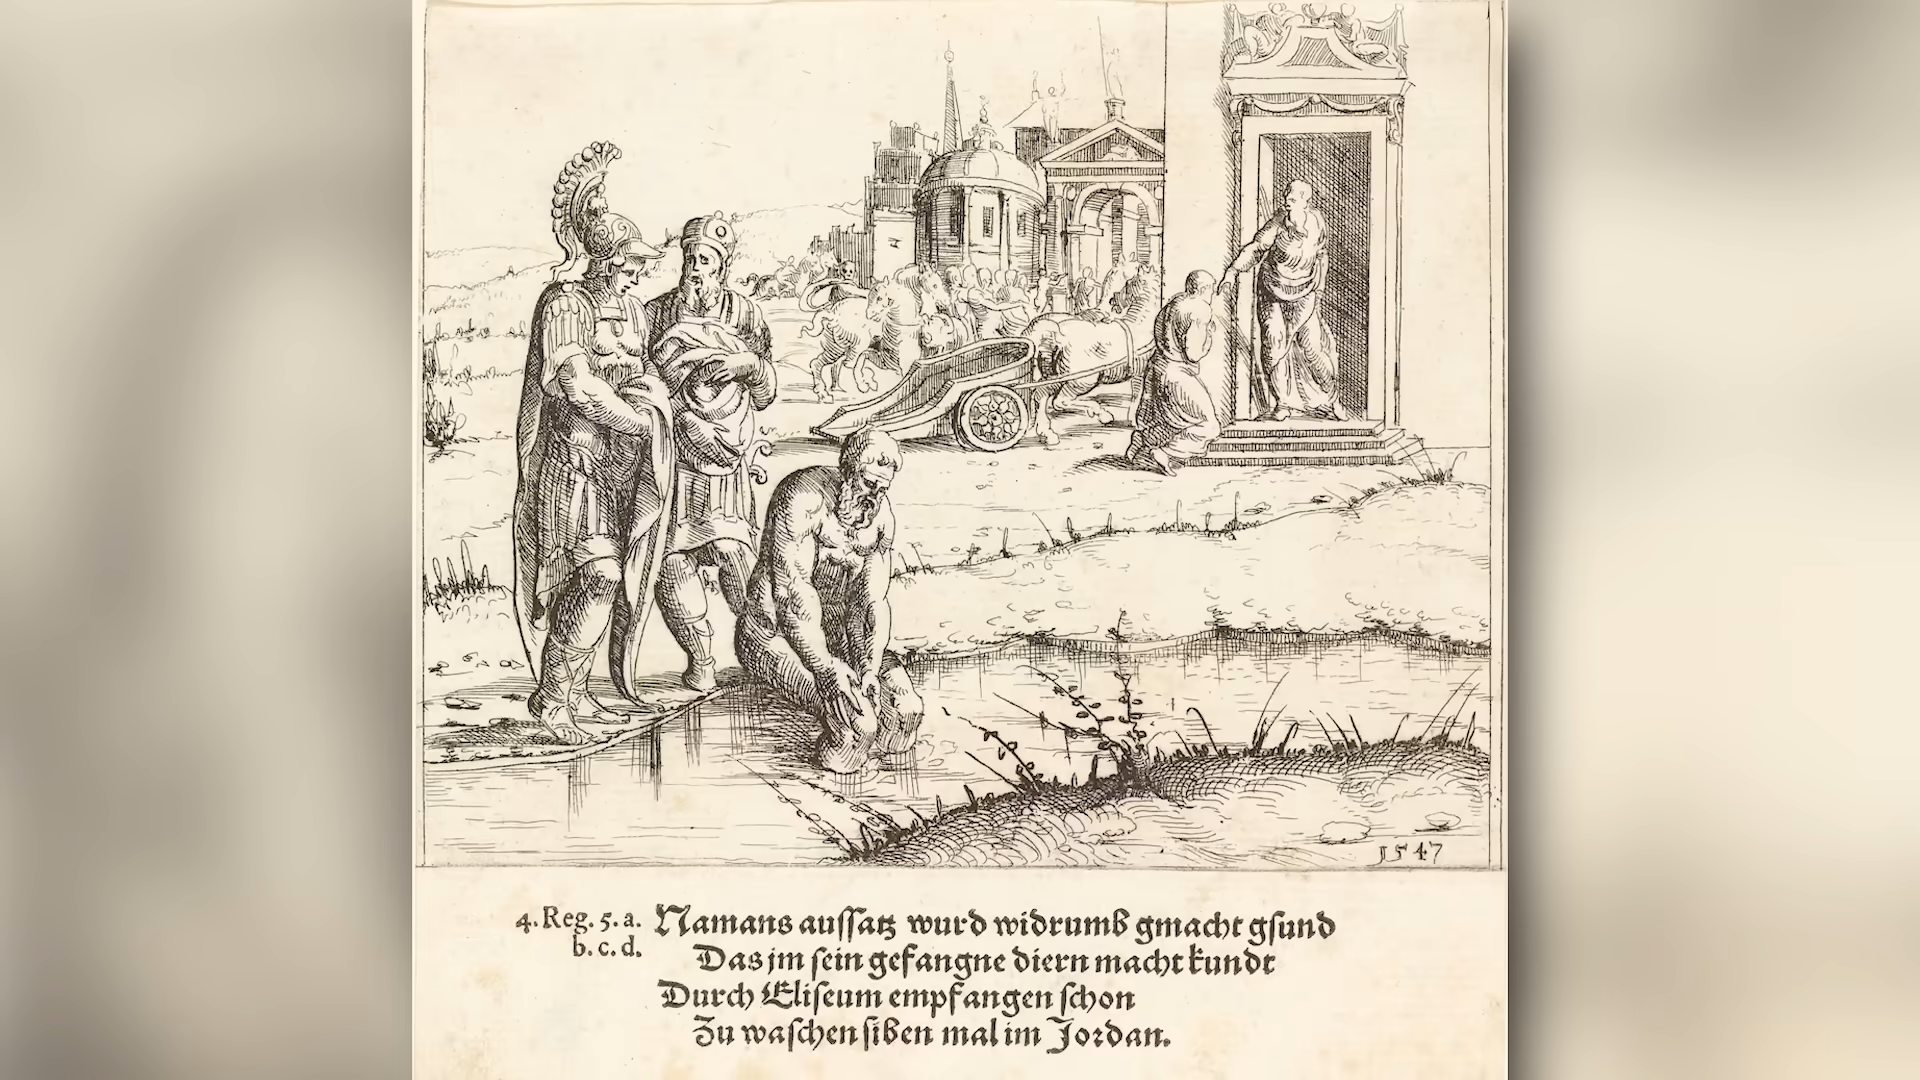 1547
4. Reg. 5. a. Namans aussatz wurd widrumb gmacht gsund
b. c. d. Das jm sein gefangne diern macht kundt
Durch Eliseum empfangen schon
Zu waschen siben mal im Jordan.